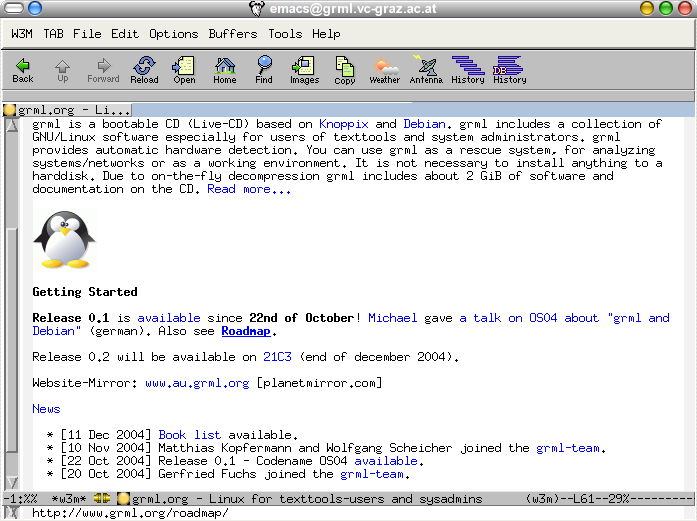 emacs@grml.vc-graz.ac.at
W3M TAB File Edit Options Buffers Tools Help
Back Up Forward Reload Open Home Find Images Copy Weather Antenna History History
DB
grml.org - Li...
grml is a bootable CD (Live-CD) based on Knoppix and Debian. grml includes a collection of
GNU/Linux software especially for users of texttools and system administrators. grml
provides automatic hardware detection. You can use grml as a rescue system, for analyzing
systems/networks or as a working environment. It is not necessary to install anything to a
harddisk. Due to on-the-fly decompression grml includes about 2 GiB of software and
documentation on the CD. Read more...
Getting Started
Release 0.1 is available since 22nd of October! Michael gave a talk on OS04 about "grml and
Debian" (german). Also see Roadmap.
Release 0.2 will be available on 21C3 (end of december 2004).
Website-Mirror: www.au.grml.org [planetmirror.com]
News
* [11 Dec 2004] Book list available.
* [10 Nov 2004] Matthias Kopfermann and Wolfgang Scheicher joined the grml-team.
* [22 Oct 2004] Release 0.1 - Codename OS04 available.
* [20 Oct 2004] Gerfried Fuchs joined the grml-team.
-1:%% *w3m* grml.org - Linux for texttools-users and sysadmins (w3m)--L61--29%----------
http://www.grml.org/roadmap/